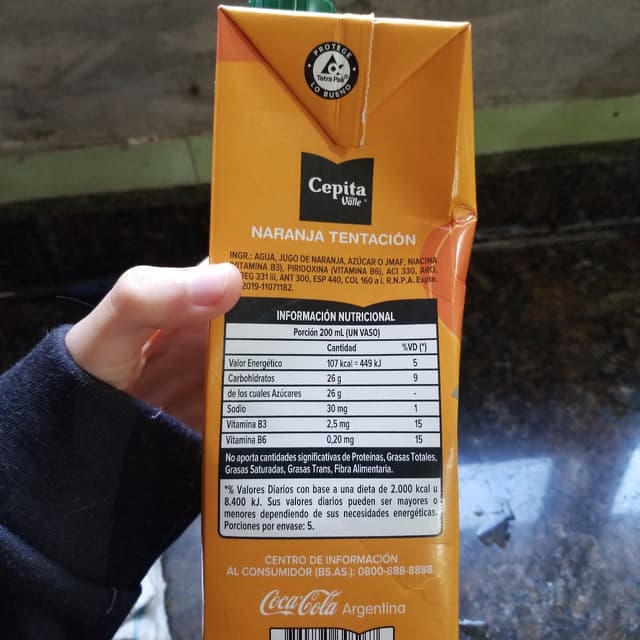 PROTEGE
Tetra Pak®
LO BUENO
Cepita
del Valle®
NARANJA TENTACIÓN
INGR.: AGUA, JUGO DE NARANJA, AZÚCAR O JMAF, NIACINA
(VITAMINA B3), PIRIDOXINA (VITAMINA B6), ACI 330, ARO,
331 iii, ANT 300, ESP 440, COL 160 a i. R.N.P.A. Expte.
2019-11071182.
INFORMACIÓN NUTRICIONAL
Porción 200 mL (UN VASO)
Cantidad %VD (*)
Valor Energético 107 kcal = 449 kJ 5
Carbohidratos 26 g 9
de los cuales Azúcares 26 g -
Sodio 30 mg 1
Vitamina B3 2,5 mg 15
Vitamina B6 0,20 mg 15
No aporta cantidades significativas de Proteínas, Grasas Totales,
Grasas Saturadas, Grasas Trans, Fibra Alimentaria.
*% Valores Diarios con base a una dieta de 2.000 kcal u
8.400 kJ. Sus valores diarios pueden ser mayores o
menores dependiendo de sus necesidades energéticas.
Porciones por envase: 5.
CENTRO DE INFORMACIÓN
AL CONSUMIDOR (BS.AS.): 0800-888-8888
Coca-Cola Argentina